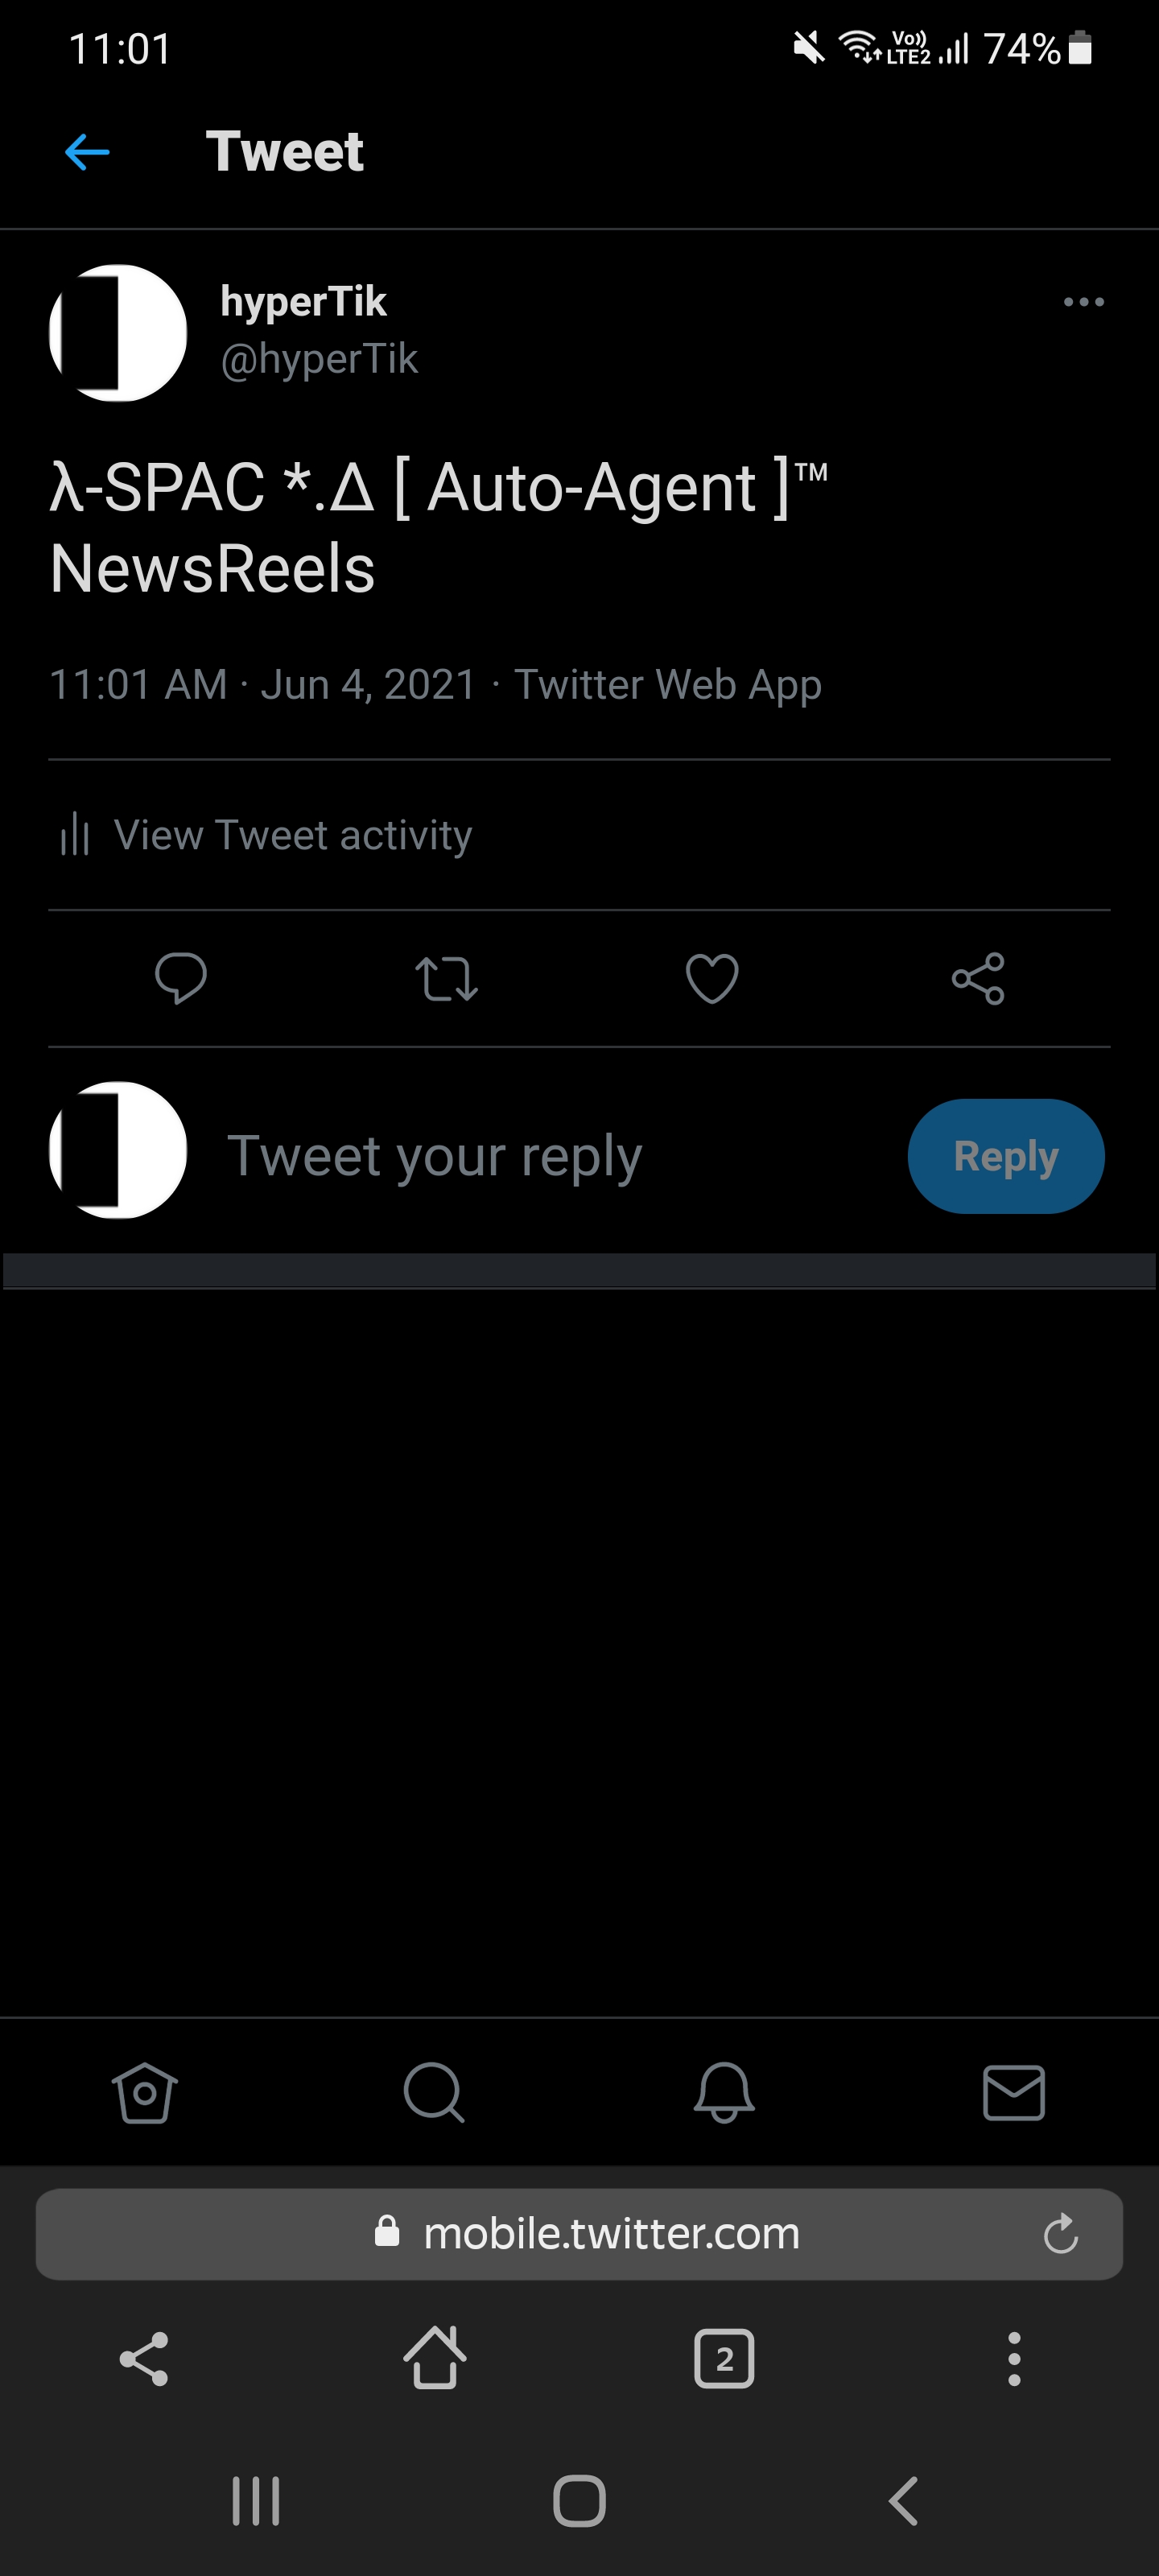 11:01 Vo)) LTE2 74%
Tweet
hyperTik
@hyperTik
λ-SPAC *.Δ [ Auto-Agent ]™
NewsReels
11:01 AM · Jun 4, 2021 · Twitter Web App
View Tweet activity
Tweet your reply
Reply
mobile.twitter.com
2